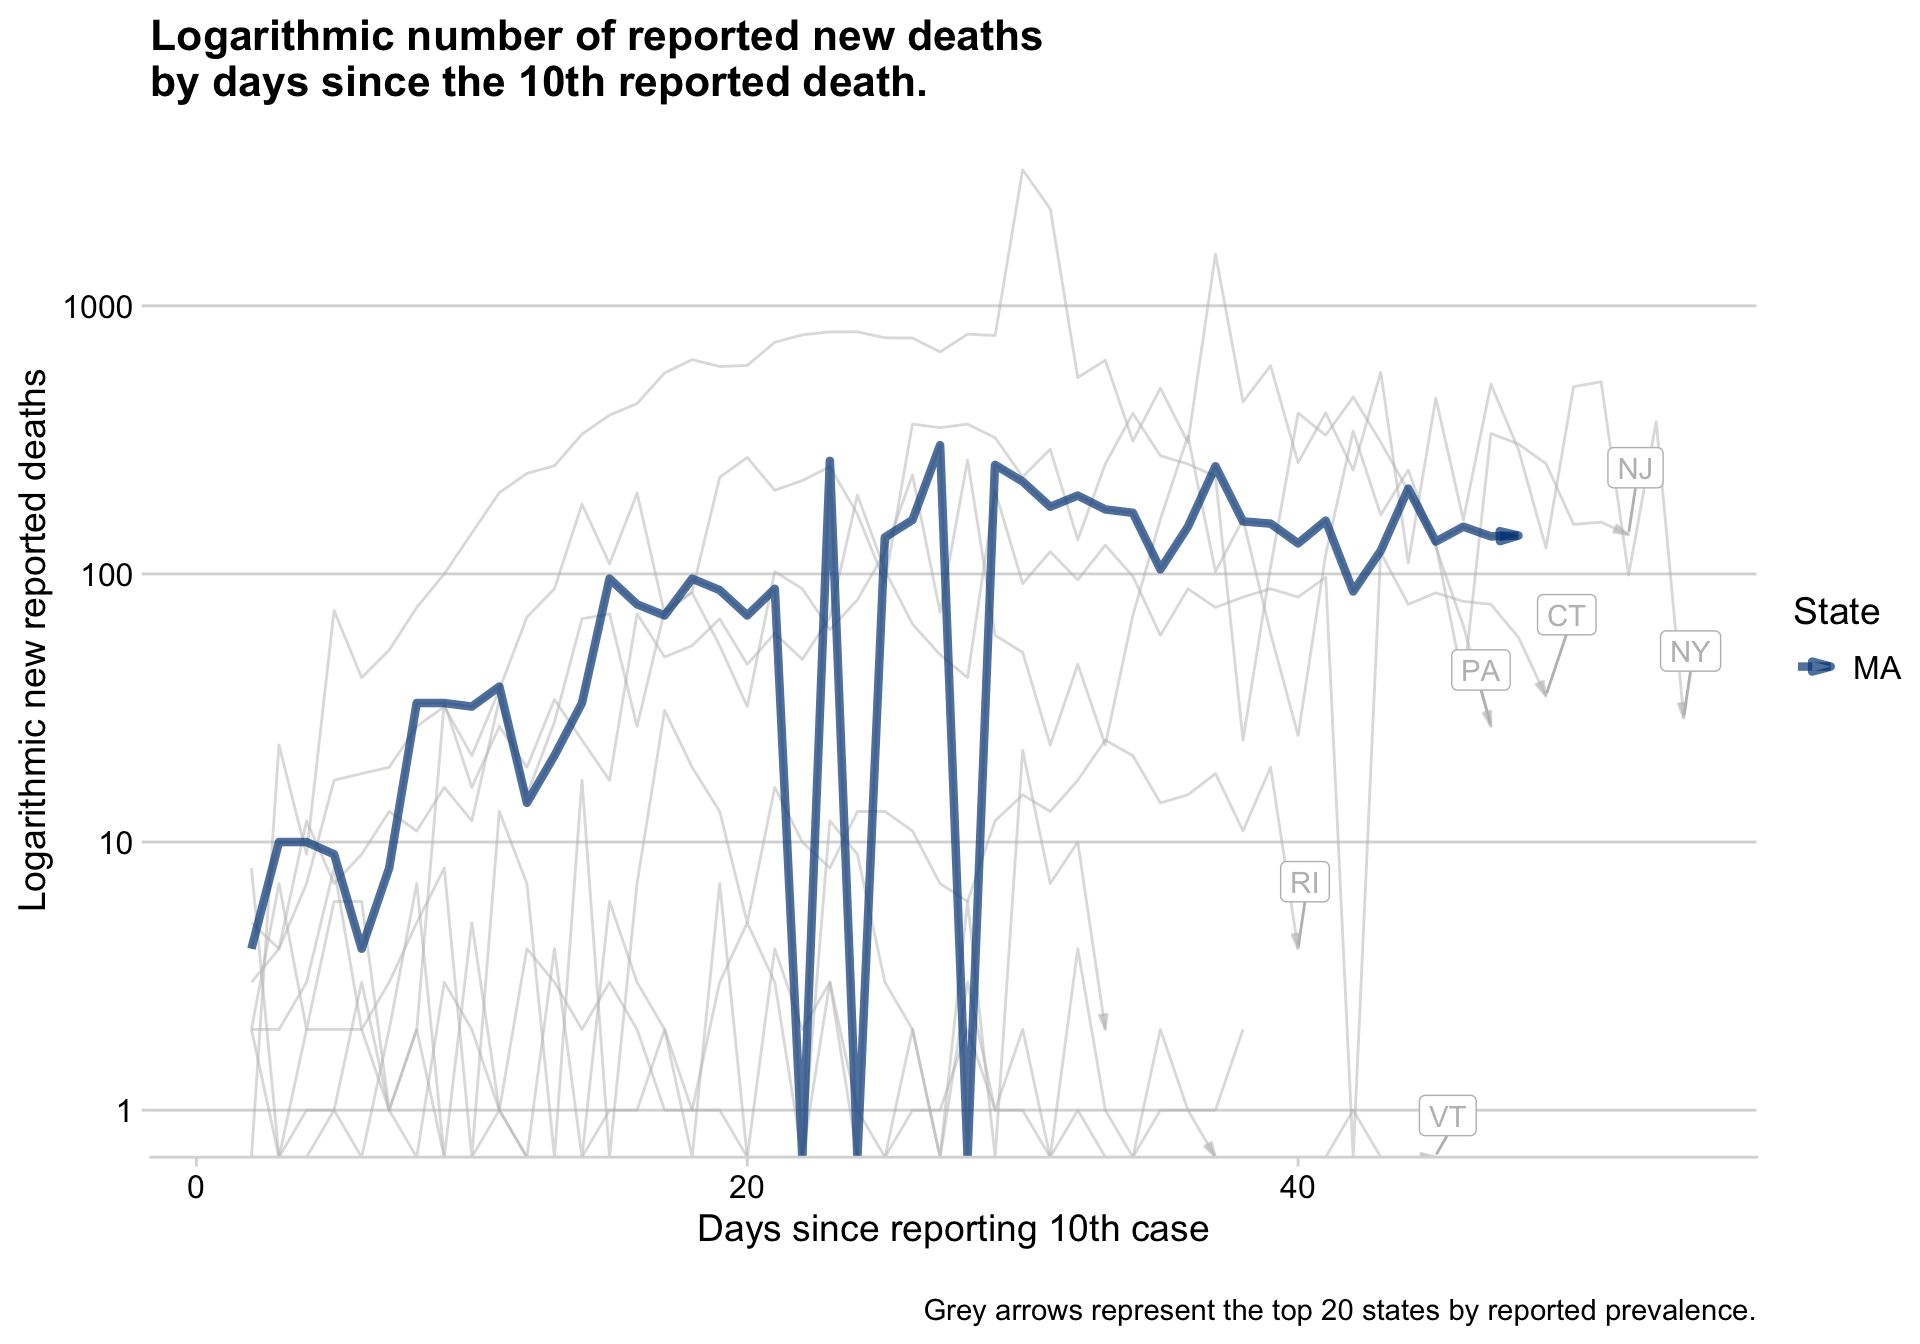 Logarithmic number of reported new deaths
by days since the 10th reported death.
Logarithmic new reported deaths
1000
100
10
1
NJ
CT
NY
PA
RI
VT
State
MA
0
20
40
Days since reporting 10th case
Grey arrows represent the top 20 states by reported prevalence.